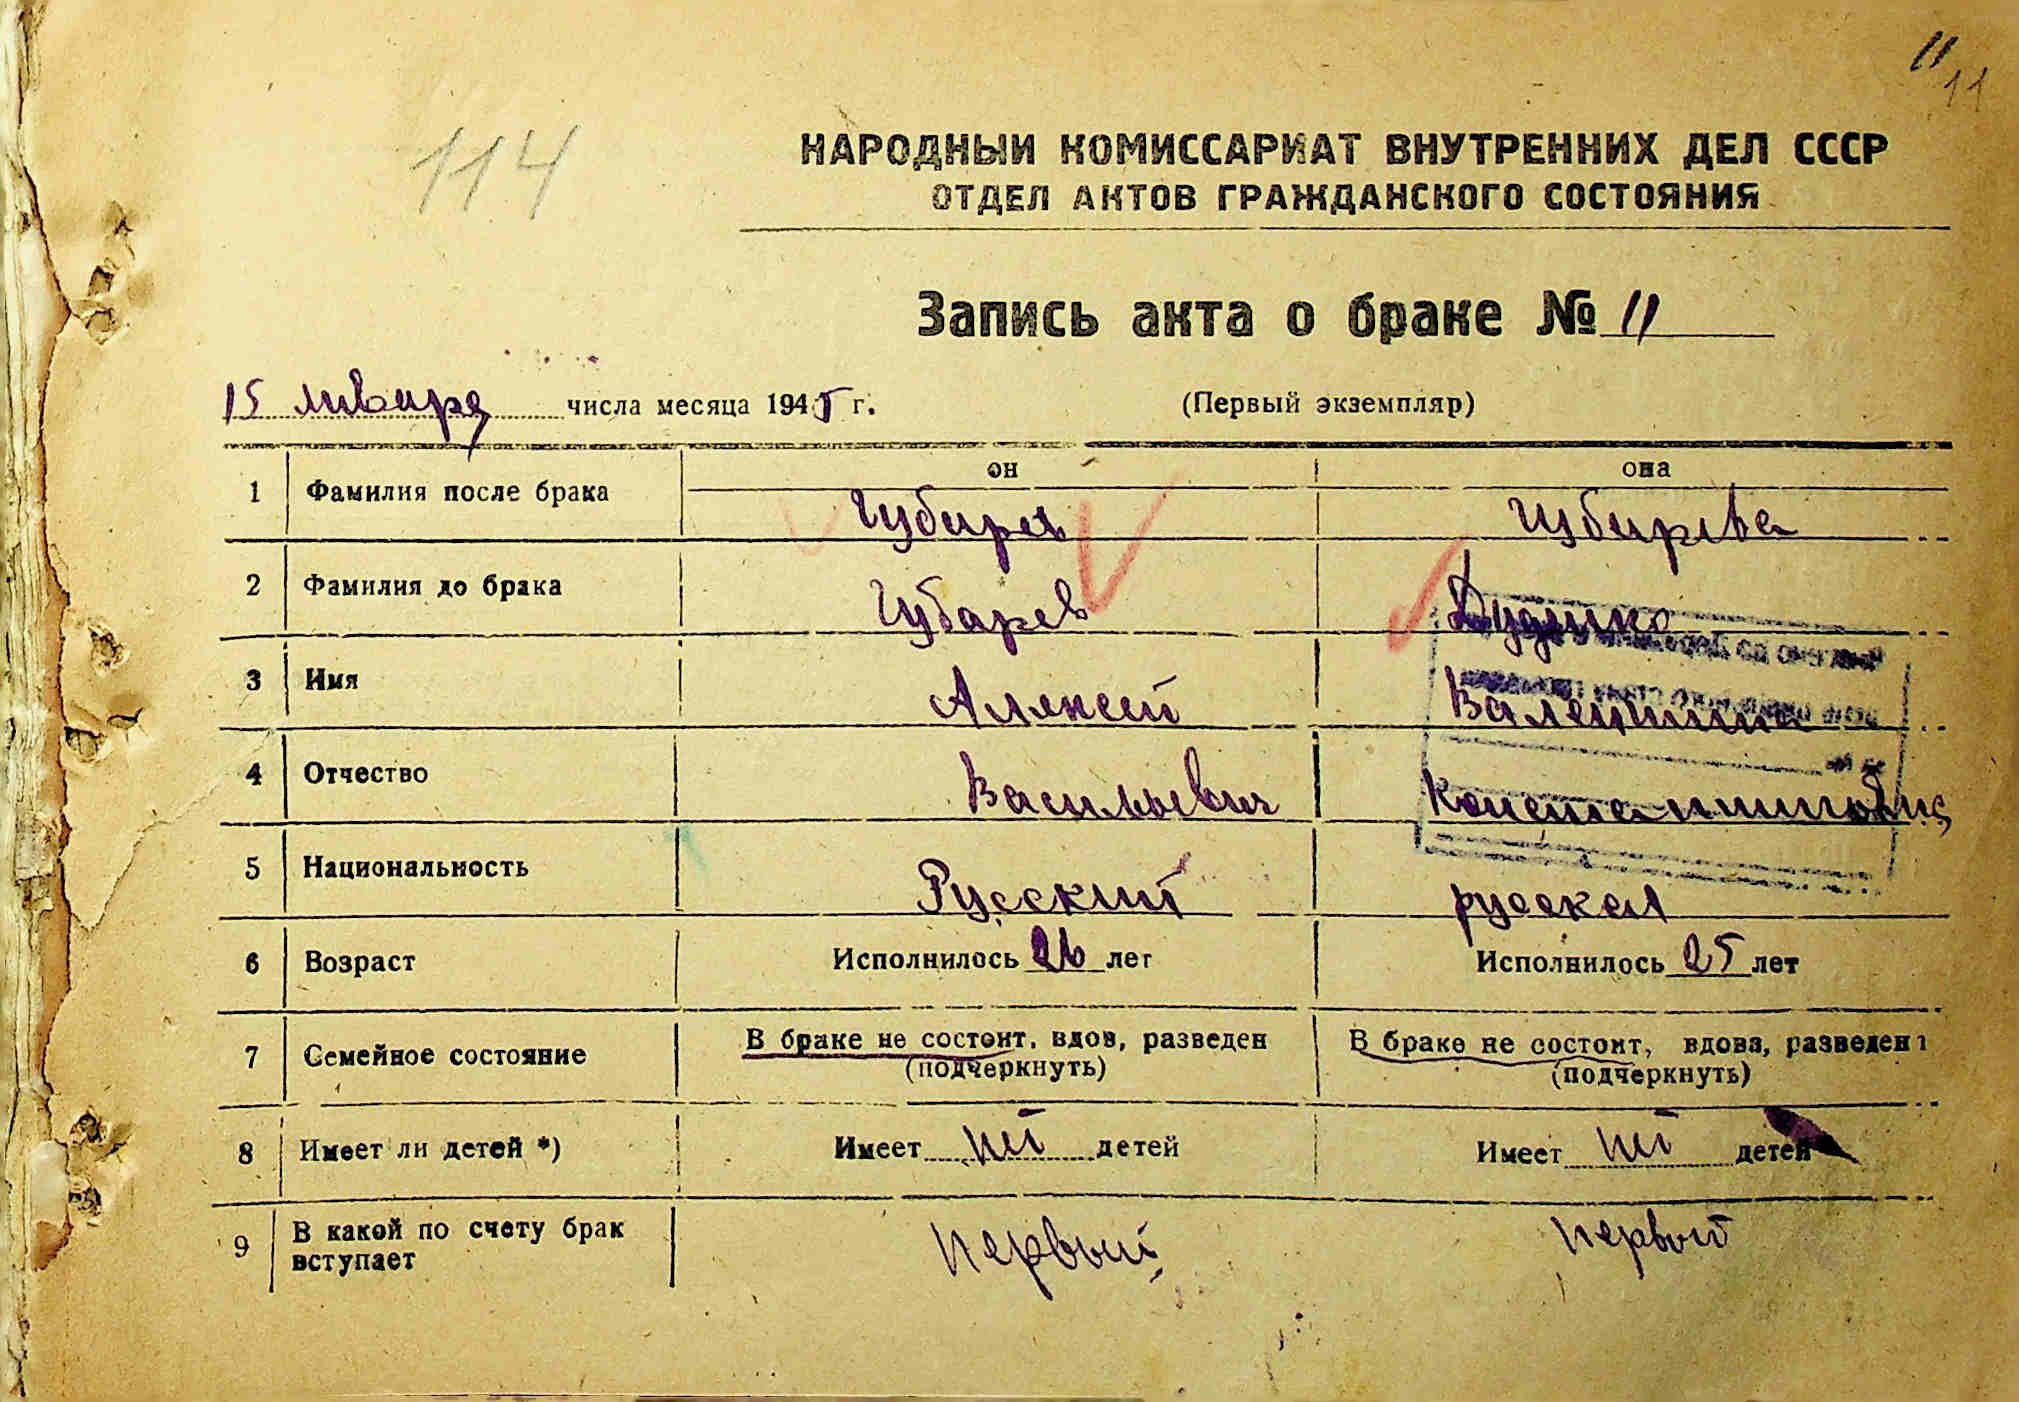 11
11
114
НАРОДНЫЙ КОМИССАРИАТ ВНУТРЕННИХ ДЕЛ СССР
ОТДЕЛ АКТОВ ГРАЖДАНСКОГО СОСТОЯНИЯ
Запись акта о браке № 11
15 января числа месяца 1945 г. (Первый экземпляр)
он она
1 Фамилия после брака Губарев Губарева
2 Фамилия до брака Губарев
3 Имя Алексей Валентина
4 Отчество Васильевич
5 Национальность Русский русская
6 Возраст Исполнилось 26 лет Исполнилось 25 лет
7 Семейное состояние В браке не состоит, вдов, разведен В браке не состоит, вдова, разведен
(подчеркнуть) (подчеркнуть)
8 Имеет ли детей *) Имеет нет детей Имеет нет детей
9 В какой по счету брак вступает Первый первый